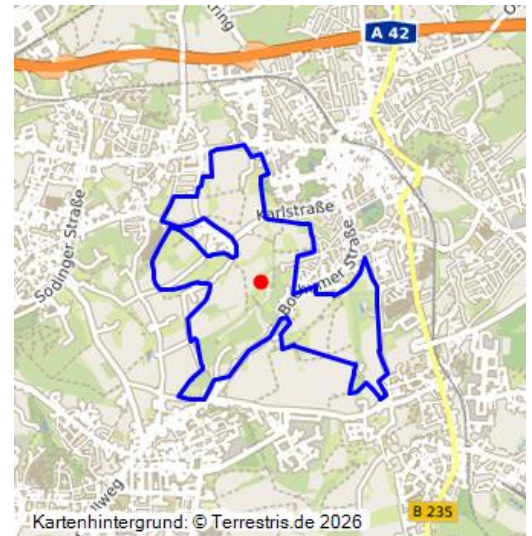 A 42
Karlstraße
Sodinger Straße
Bochumer Straße
B 235
Kartenhintergrund: © Terrestris.de 2026